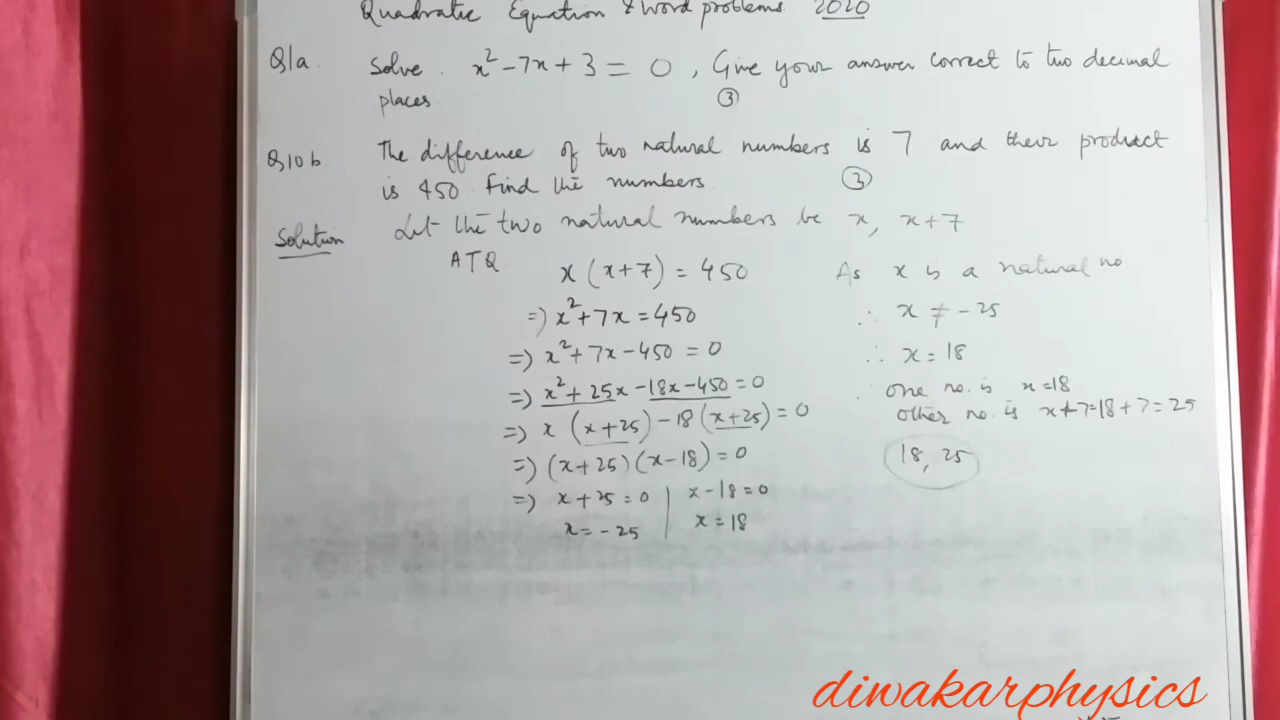 Quadratic Equation & word problems 2020
Q1a. Solve x²-7x+3=0, Give your answer correct to two decimal
places. ③
Q10b. The difference of two natural numbers is 7 and their product
is 450 Find the numbers. ③
Solution Let the two natural numbers be x, x+7
ATQ. x(x+7)=450
=) x²+7x=450
=) x²+7x-450=0
=) x²+25x-18x-450=0
=) x(x+25)-18(x+25)=0
=) (x+25)(x-18)=0
=) x+25=0 | x-18=0
x=-25 | x=18
As x is a natural no
∴ x≠-25
∴ x=18
∴ one no. is x=18
other no is x+7=18+7=25
18, 25
diwakarphysics